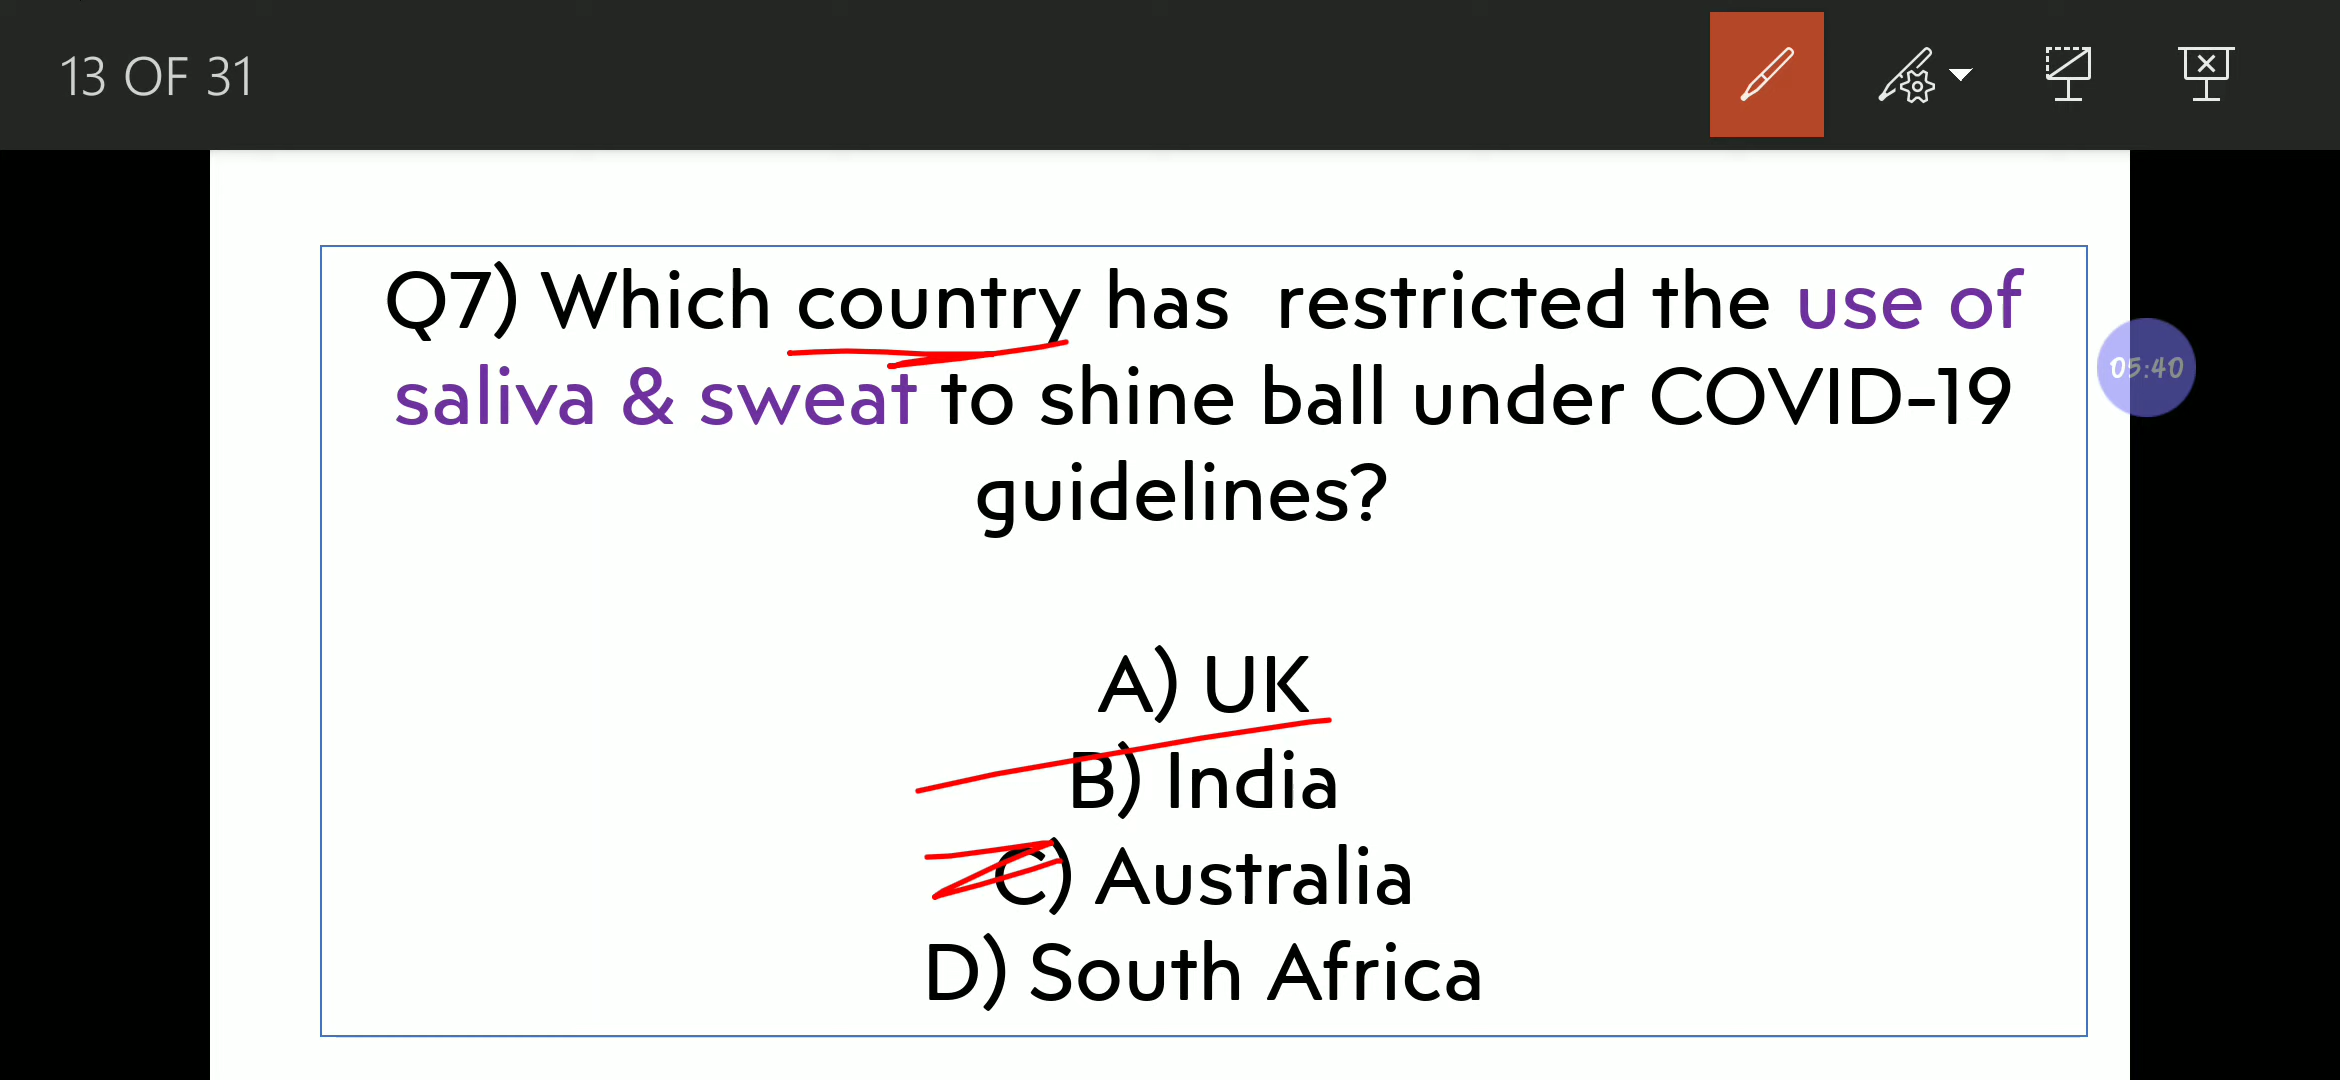 13 OF 31
Q7) Which country has restricted the use of
saliva & sweat to shine ball under COVID-19
guidelines?
05:40
A) UK
B) India
C) Australia
D) South Africa